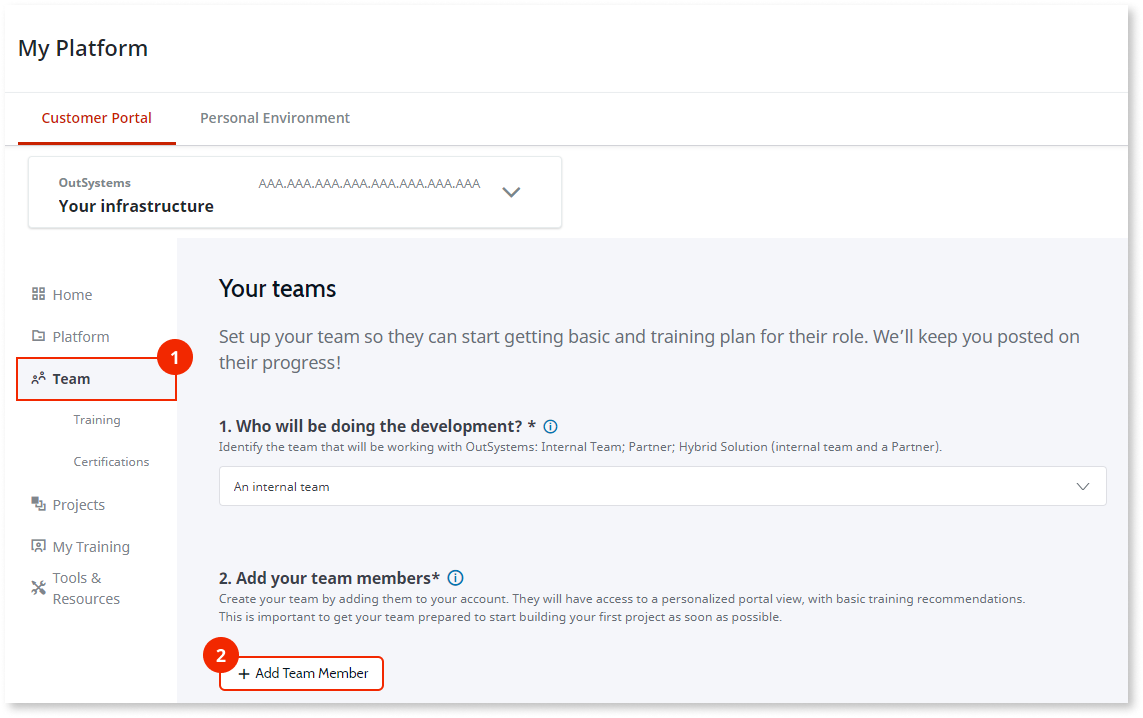 My Platform
Customer Portal
Personal Environment
OutSystems
AAA.AAA.AAA.AAA.AAA.AAA.AAA.AAA
Your infrastructure
Home
Platform
1
Team
Training
Certifications
Projects
My Training
Tools &
Resources
Your teams
Set up your team so they can start getting basic and training plan for their role. We’ll keep you posted on
their progress!
1. Who will be doing the development? *
Identify the team that will be working with OutSystems: Internal Team; Partner; Hybrid Solution (internal team and a Partner).
An internal team
2. Add your team members*
Create your team by adding them to your account. They will have access to a personalized portal view, with basic training recommendations.
This is important to get your team prepared to start building your first project as soon as possible.
2
+ Add Team Member